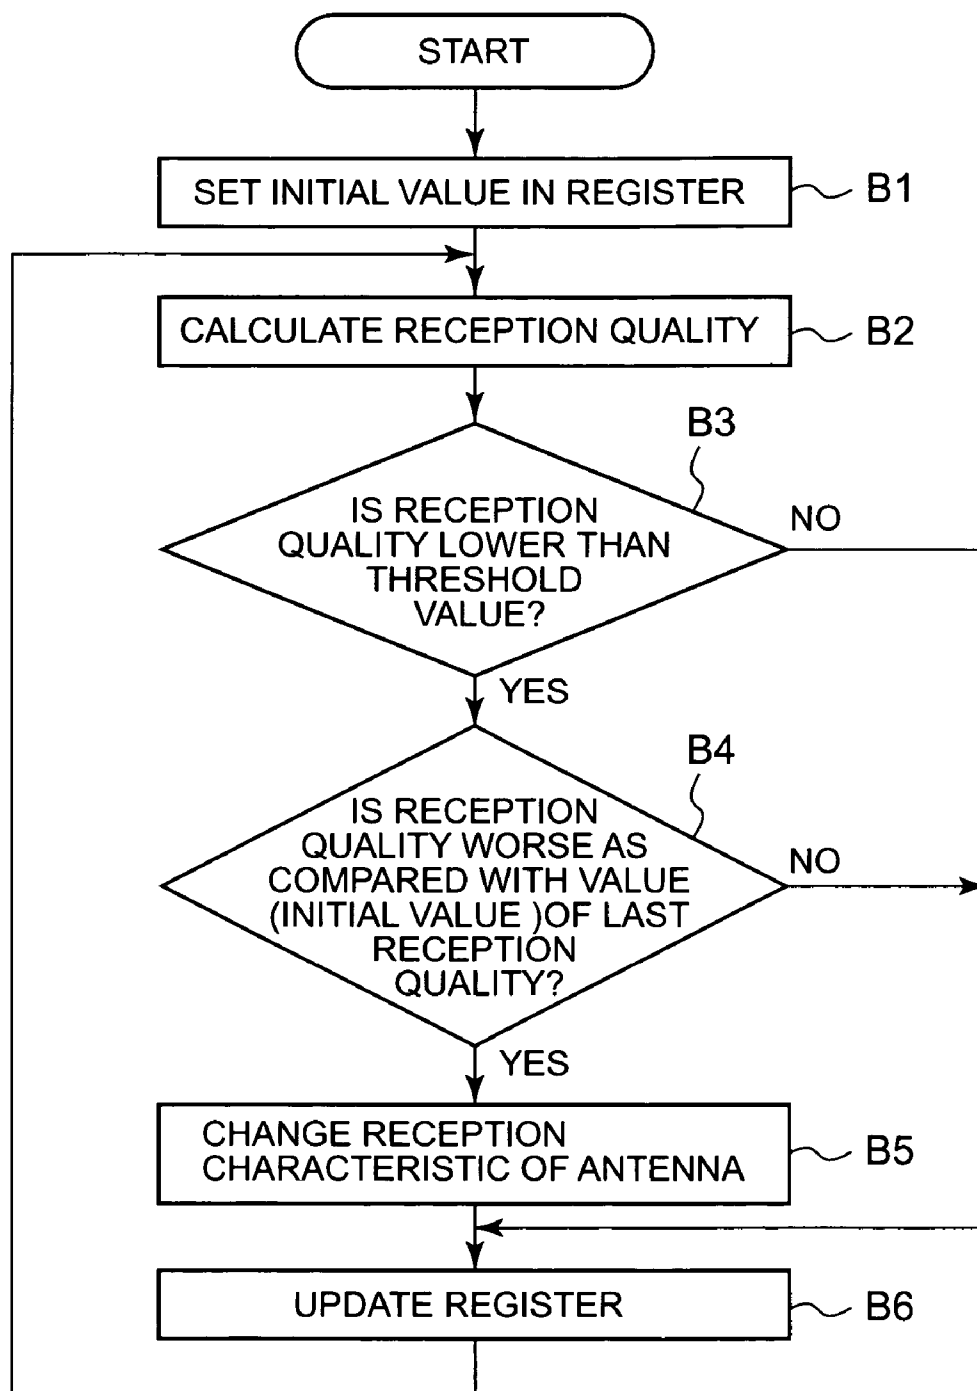 START
SET INITIAL VALUE IN REGISTER
B1
CALCULATE RECEPTION QUALITY
B2
B3
IS RECEPTION
QUALITY LOWER THAN
THRESHOLD
VALUE?
NO
YES
B4
IS RECEPTION
QUALITY WORSE AS
COMPARED WITH VALUE
(INITIAL VALUE )OF LAST
RECEPTION
QUALITY?
NO
YES
CHANGE RECEPTION
CHARACTERISTIC OF ANTENNA
B5
UPDATE REGISTER
B6